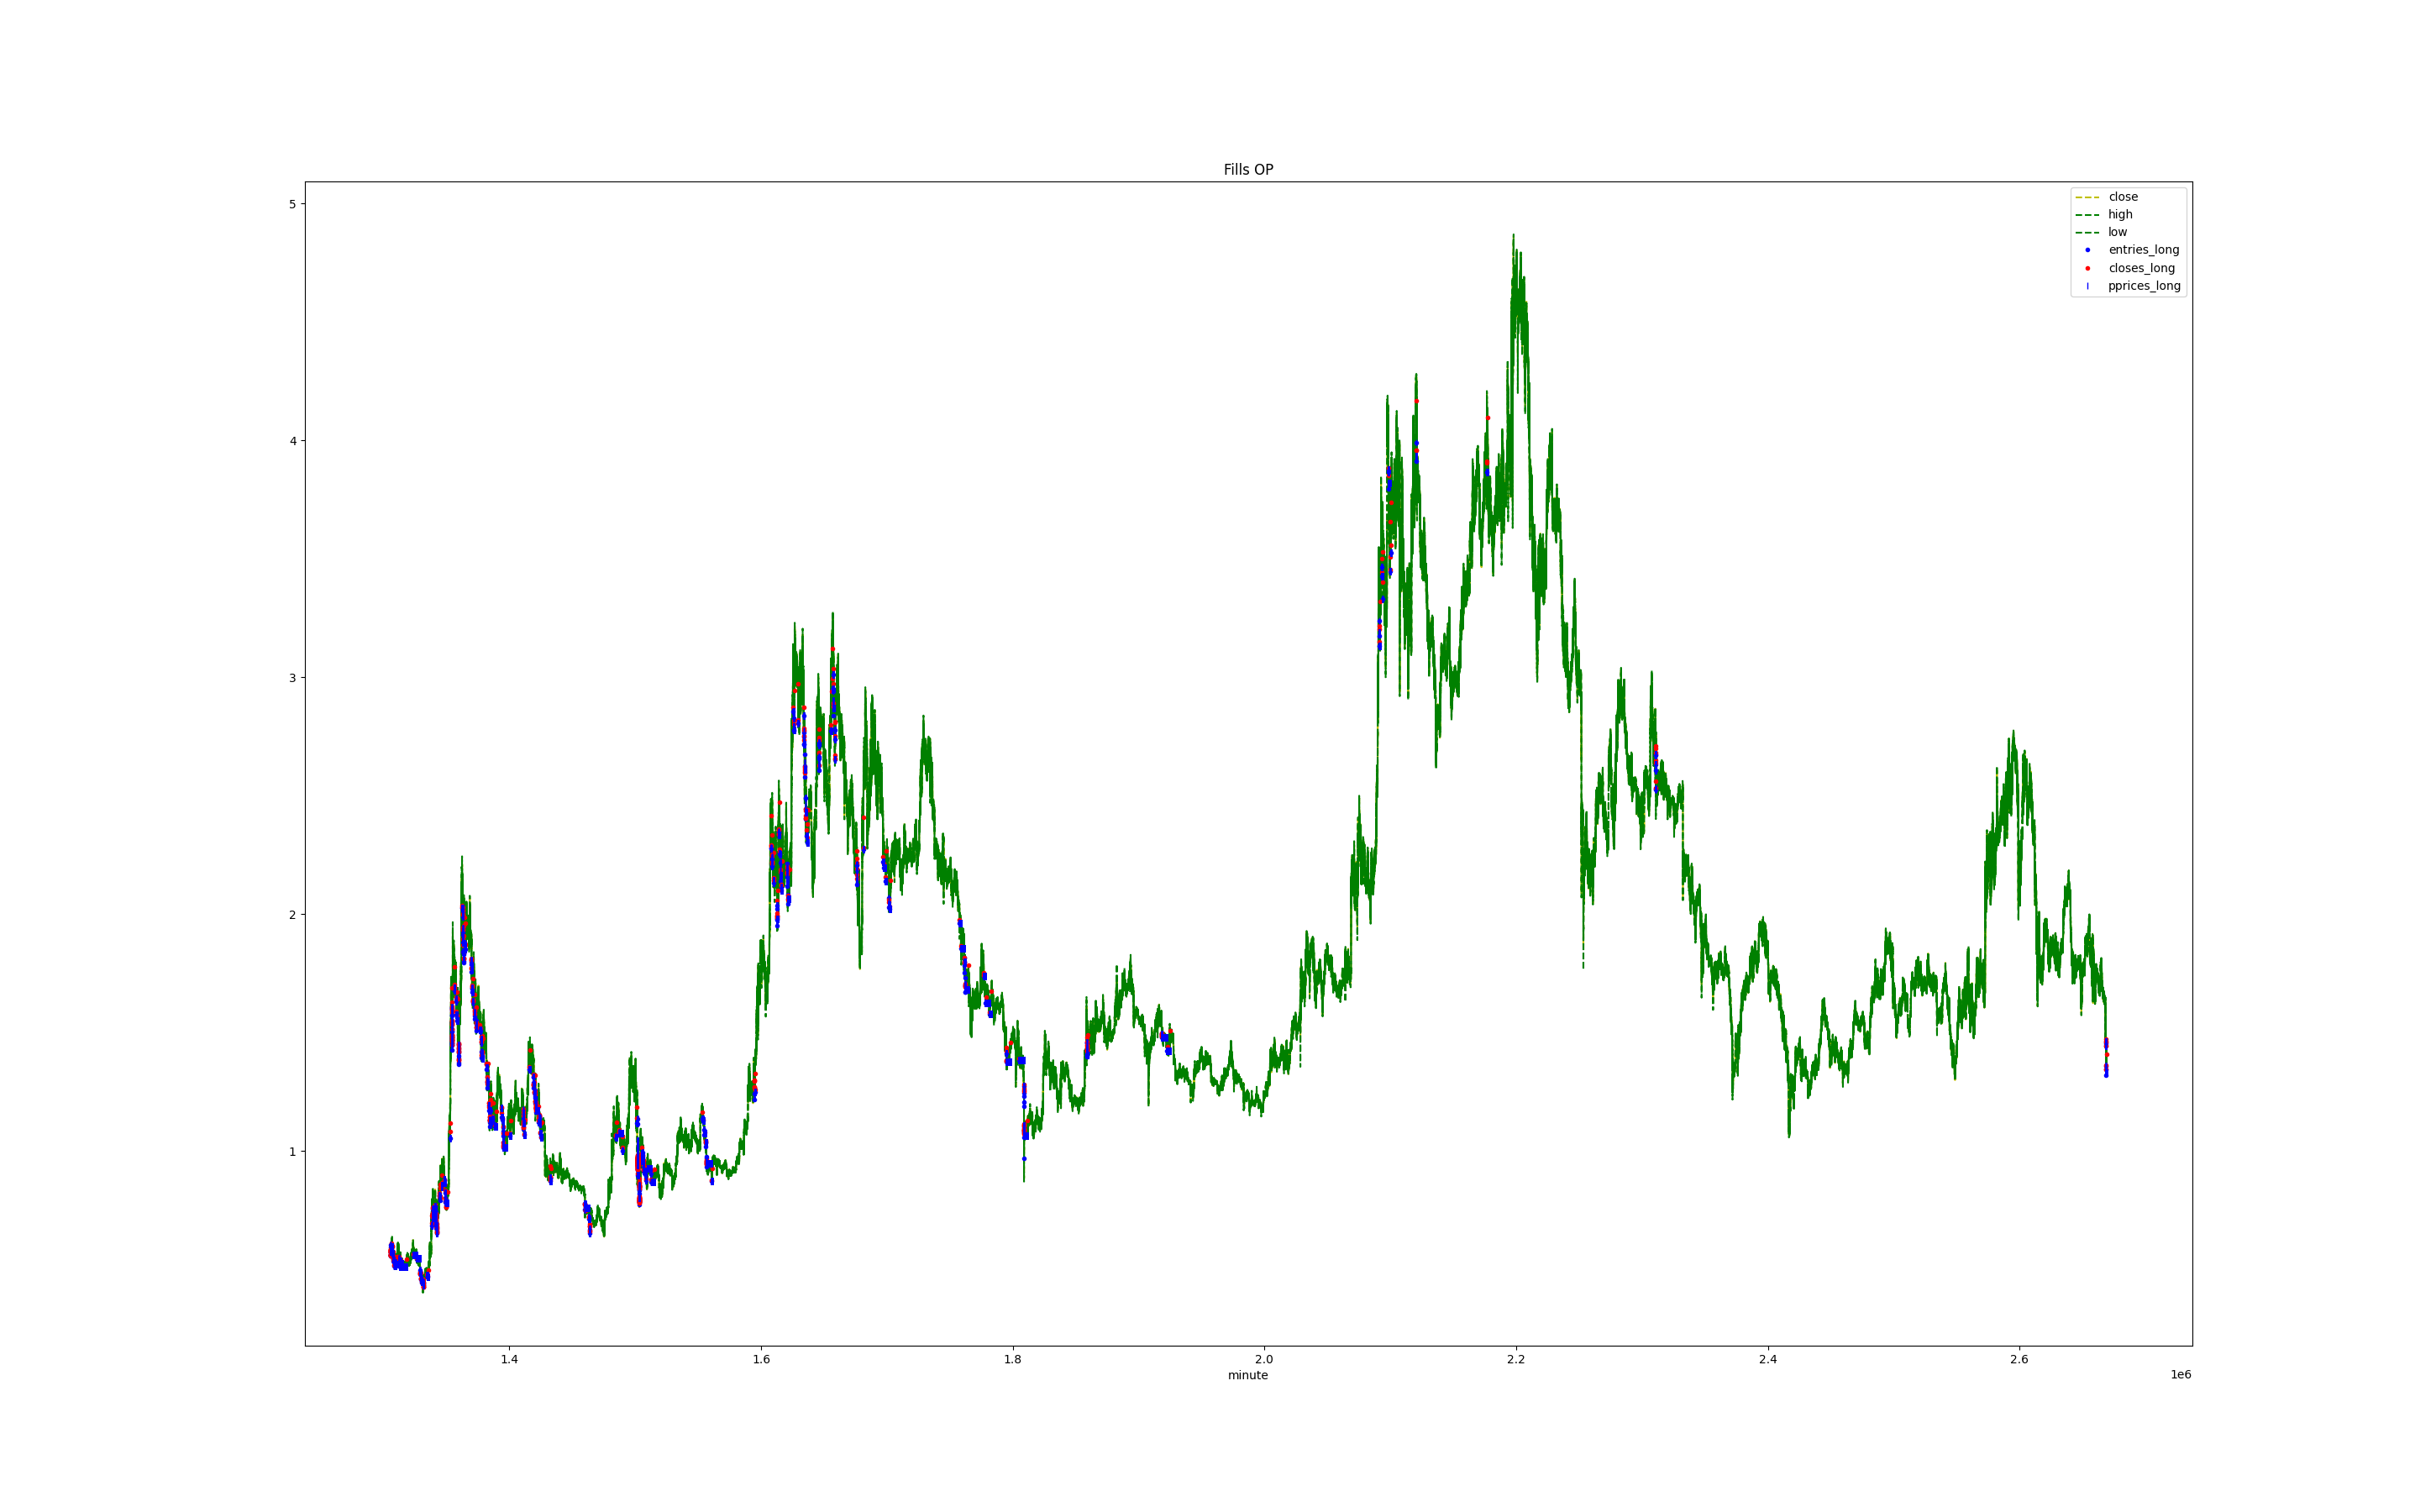 Fills OP
close
high
low
entries_long
closes_long
pprices_long
5
4
3
2
1
1.4 1.6 1.8 2.0 2.2 2.4 2.6
minute
1e6